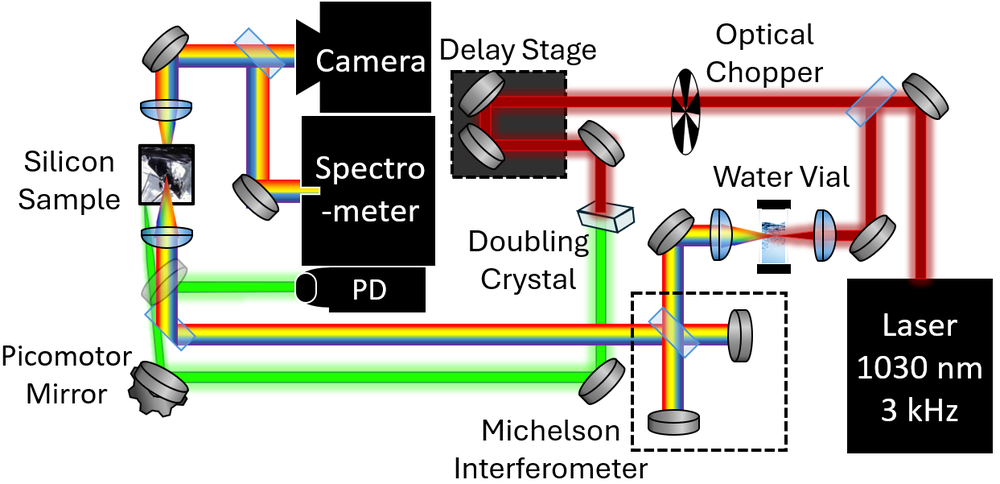 Camera
Delay Stage
Optical
Chopper
Silicon
Sample
Spectro
-meter
Water Vial
Doubling
Crystal
PD
Laser
1030 nm
3 kHz
Picomotor
Mirror
Michelson
Interferometer